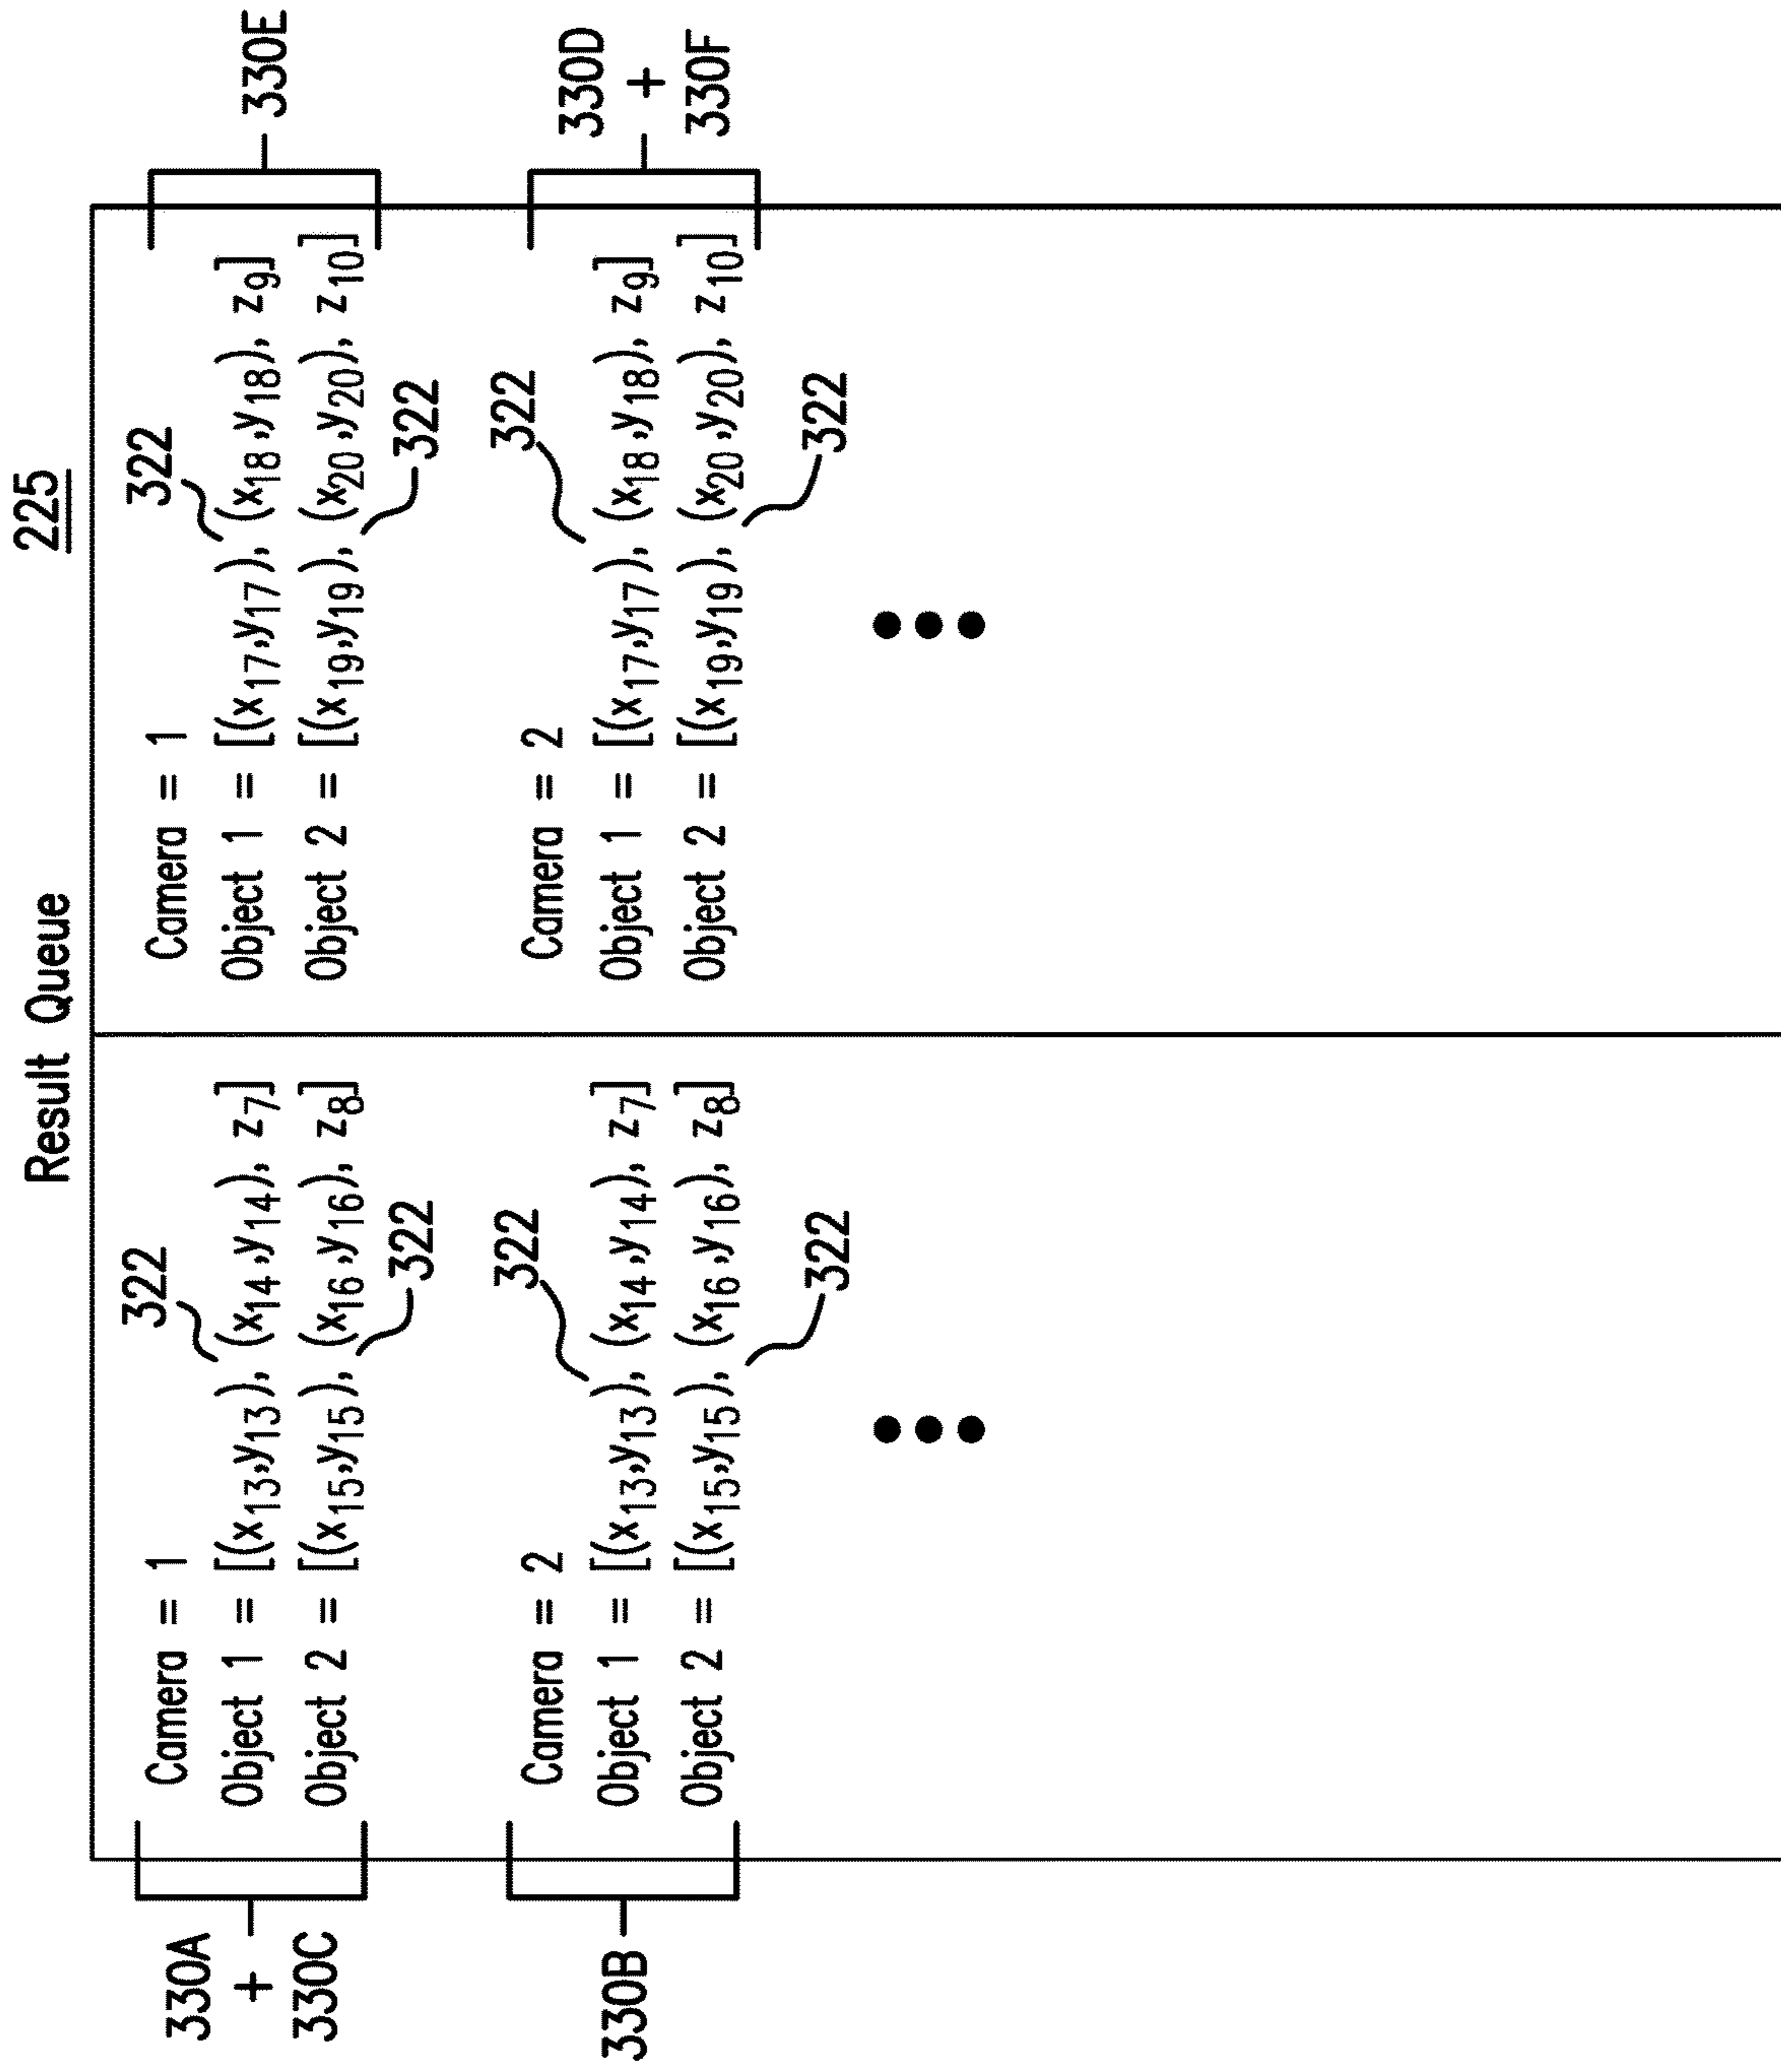 Result Queue 225
330A
+
330C
Camera = 1
322
Object 1 = [(x13,y13), (x14,y14), z7]
Object 2 = [(x15,y15), (x16,y16), z8]
322
330B
Camera = 2
322
Object 1 = [(x13,y13), (x14,y14), z7]
Object 2 = [(x15,y15), (x16,y16), z8]
322
330E
Camera = 1
322
Object 1 = [(x17,y17), (x18,y18), z9]
Object 2 = [(x19,y19), (x20,y20), z10]
322
330D
+
330F
Camera = 2
322
Object 1 = [(x17,y17), (x18,y18), z9]
Object 2 = [(x19,y19), (x20,y20), z10]
322